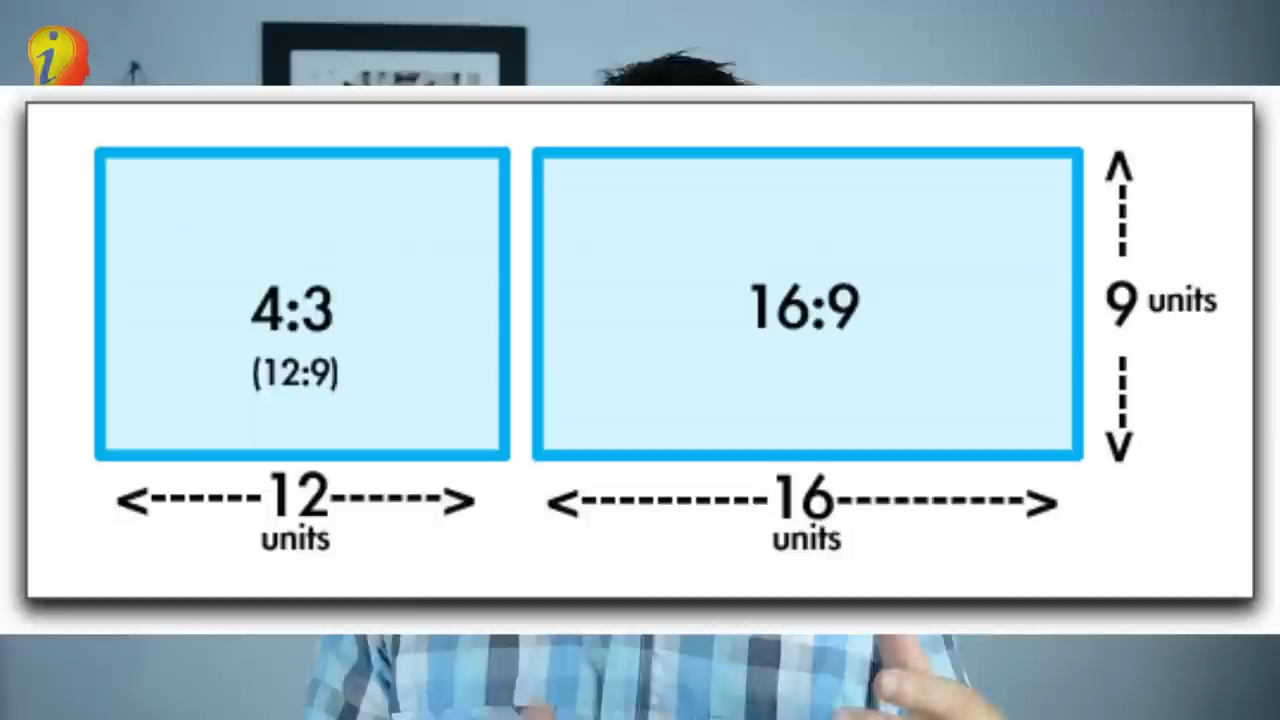 4:3
(12:9)
16:9
9 units
<------12------>
units
<----------16---------->
units